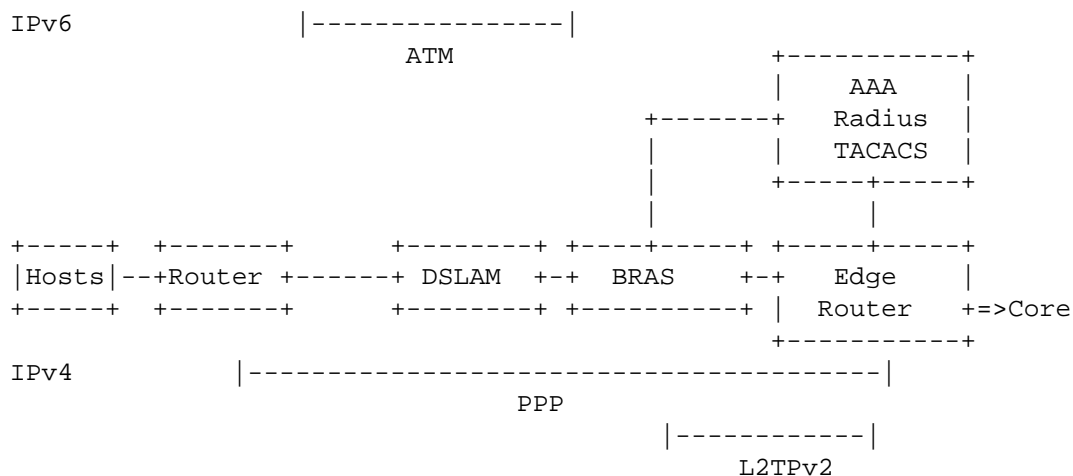 IPv6 |----------------|
ATM
+-----------+
| AAA |
+-------+ Radius |
| | TACACS |
| +-----+-----+
| |
+-----+ +-------+ +--------+ +----+-----+ +-----+-----+
|Hosts|--+Router +------+ DSLAM +-+ BRAS +-+ Edge |
+-----+ +-------+ +--------+ +----------+ | Router +=>Core
+-----------+
IPv4 |----------------------------------------|
PPP
|------------|
L2TPv2